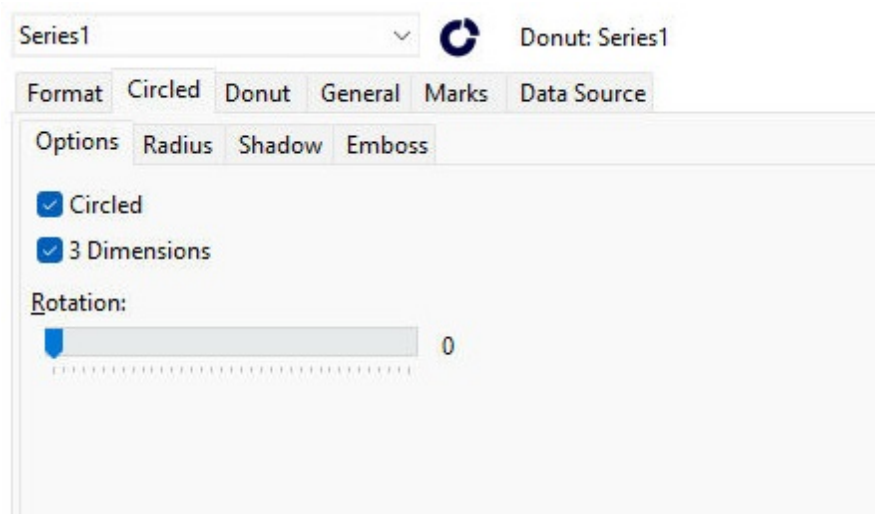 Series1 Donut: Series1
Format Circled Donut General Marks Data Source
Options Radius Shadow Emboss
Circled
3 Dimensions
Rotation:
0